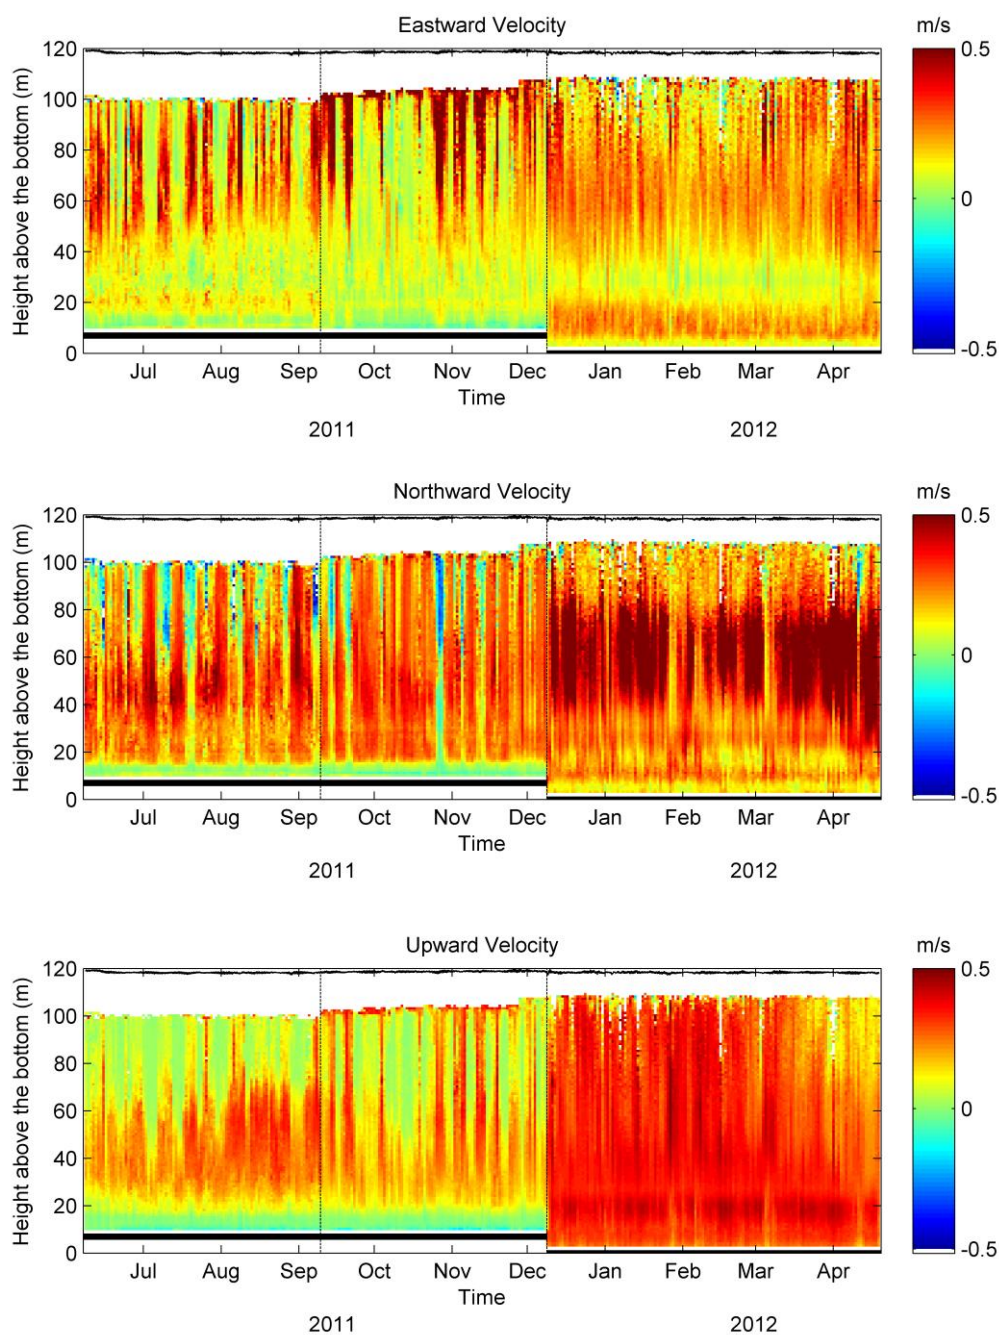 Eastward Velocity
m/s
Height above the bottom (m)
120
100
80
60
40
20
0
0.5
0
-0.5
Jul Aug Sep Oct Nov Dec Jan Feb Mar Apr
Time
2011 2012
Northward Velocity
m/s
Height above the bottom (m)
120
100
80
60
40
20
0
0.5
0
-0.5
Jul Aug Sep Oct Nov Dec Jan Feb Mar Apr
Time
2011 2012
Upward Velocity
m/s
Height above the bottom (m)
120
100
80
60
40
20
0
0.5
0
-0.5
Jul Aug Sep Oct Nov Dec Jan Feb Mar Apr
Time
2011 2012